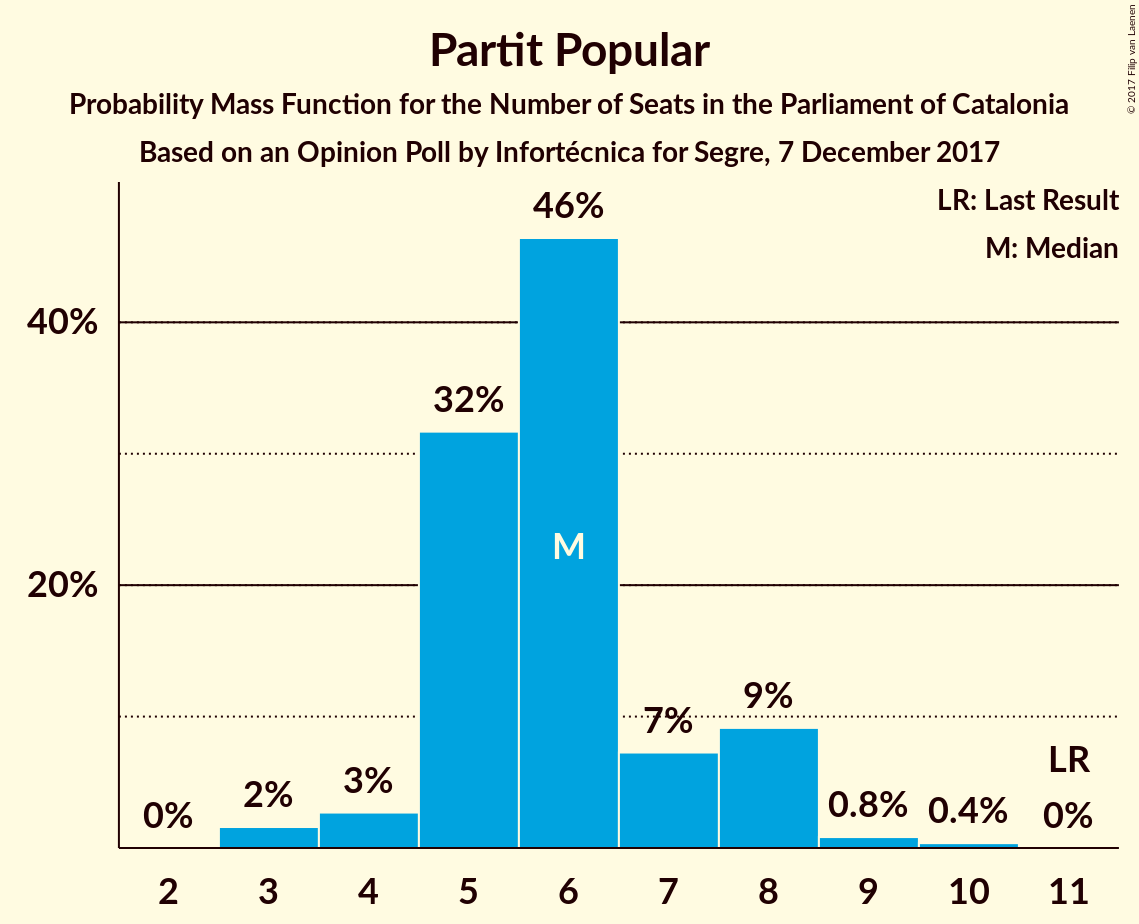 Partit Popular
Probability Mass Function for the Number of Seats in the Parliament of Catalonia
Based on an Opinion Poll by Infortécnica for Segre, 7 December 2017
© 2017 Filip van Laenen
LR: Last Result
M: Median
40%
20%
0%
2%
3%
32%
46%
M
7%
9%
0.8%
0.4%
LR
0%
2 3 4 5 6 7 8 9 10 11